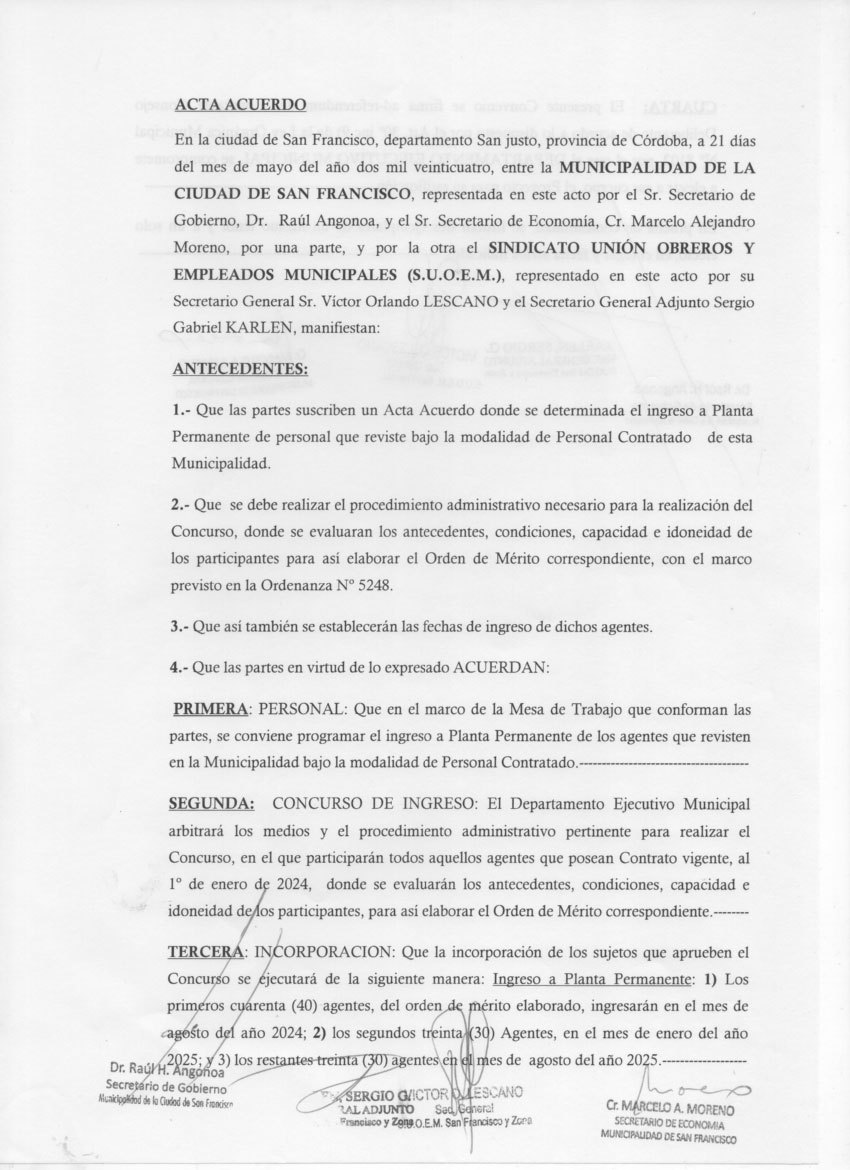 ACTA ACUERDO
En la ciudad de San Francisco, departamento San justo, provincia de Córdoba, a 21 días
del mes de mayo del año dos mil veinticuatro, entre la MUNICIPALIDAD DE LA
CIUDAD DE SAN FRANCISCO, representada en este acto por el Sr. Secretario de
Gobierno, Dr. Raúl Angonoa, y el Sr. Secretario de Economía, Cr. Marcelo Alejandro
Moreno, por una parte, y por la otra el SINDICATO UNIÓN OBREROS Y
EMPLEADOS MUNICIPALES (S.U.O.E.M.), representado en este acto por su
Secretario General Sr. Víctor Orlando LESCANO y el Secretario General Adjunto Sergio
Gabriel KARLEN, manifiestan:
ANTECEDENTES:
1.- Que las partes suscriben un Acta Acuerdo donde se determinada el ingreso a Planta
Permanente de personal que reviste bajo la modalidad de Personal Contratado de esta
Municipalidad.
2.- Que se debe realizar el procedimiento administrativo necesario para la realización del
Concurso, donde se evaluaran los antecedentes, condiciones, capacidad e idoneidad de
los participantes para así elaborar el Orden de Mérito correspondiente, con el marco
previsto en la Ordenanza Nº 5248.
3.- Que así también se establecerán las fechas de ingreso de dichos agentes.
4.- Que las partes en virtud de lo expresado ACUERDAN:
PRIMERA: PERSONAL: Que en el marco de la Mesa de Trabajo que conforman las
partes, se conviene programar el ingreso a Planta Permanente de los agentes que revisten
en la Municipalidad bajo la modalidad de Personal Contratado.-------------------------------------
SEGUNDA: CONCURSO DE INGRESO: El Departamento Ejecutivo Municipal
arbitrará los medios y el procedimiento administrativo pertinente para realizar el
Concurso, en el que participarán todos aquellos agentes que posean Contrato vigente, al
1º de enero de 2024, donde se evaluarán los antecedentes, condiciones, capacidad e
idoneidad de los participantes, para así elaborar el Orden de Mérito correspondiente.--------
TERCERA: INCORPORACION: Que la incorporación de los sujetos que aprueben el
Concurso se ejecutará de la siguiente manera: Ingreso a Planta Permanente: 1) Los
primeros cuarenta (40) agentes, del orden de mérito elaborado, ingresarán en el mes de
agosto del año 2024; 2) los segundos treinta (30) Agentes, en el mes de enero del año
2025; y 3) los restantes treinta (30) agentes en el mes de agosto del año 2025.-------------------
Dr. Raúl H. Angonoa
Secretario de Gobierno
Municipalidad de la Ciudad de San Francisco
SERGIO G.
RAL ADJUNTO
Francisco y Zona
VICTOR O. LESCANO
Sec. General
S.U.O.E.M. San Francisco y Zona
Cr. MARCELO A. MORENO
SECRETARIO DE ECONOMIA
MUNICIPALIDAD DE SAN FRANCISCO